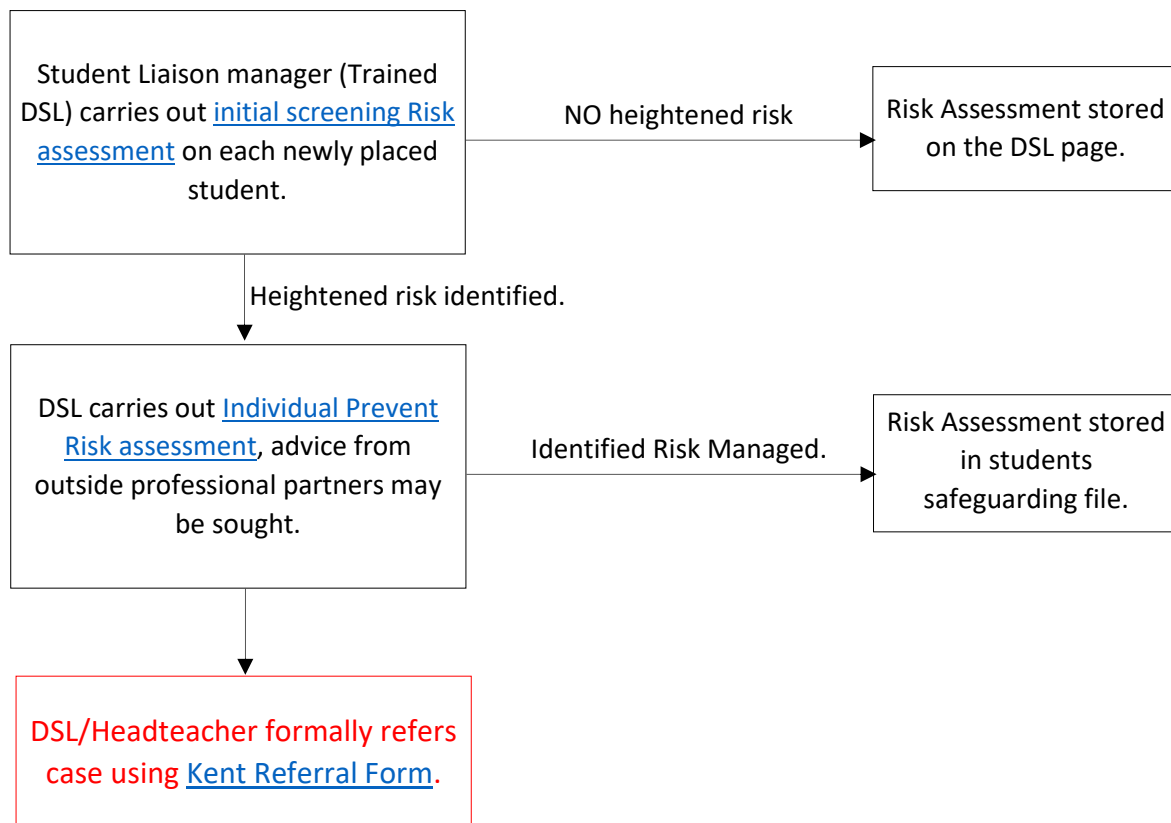 Student Liaison manager (Trained
DSL) carries out initial screening Risk
assessment on each newly placed
student.
NO heightened risk
Risk Assessment stored
on the DSL page.
Heightened risk identified.
DSL carries out Individual Prevent
Risk assessment, advice from
outside professional partners may
be sought.
Identified Risk Managed.
Risk Assessment stored
in students
safeguarding file.
DSL/Headteacher formally refers
case using Kent Referral Form.